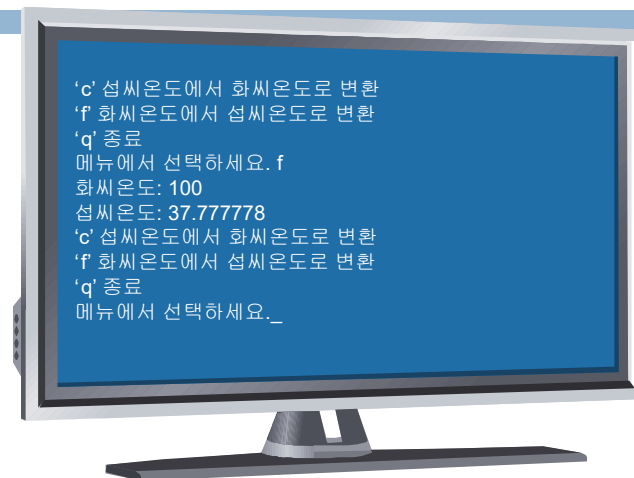 ‘c’ 섭씨온도에서 화씨온도로 변환
‘f’ 화씨온도에서 섭씨온도로 변환
‘q’ 종료
메뉴에서 선택하세요. f
화씨온도: 100
섭씨온도: 37.777778
‘c’ 섭씨온도에서 화씨온도로 변환
‘f’ 화씨온도에서 섭씨온도로 변환
‘q’ 종료
메뉴에서 선택하세요._